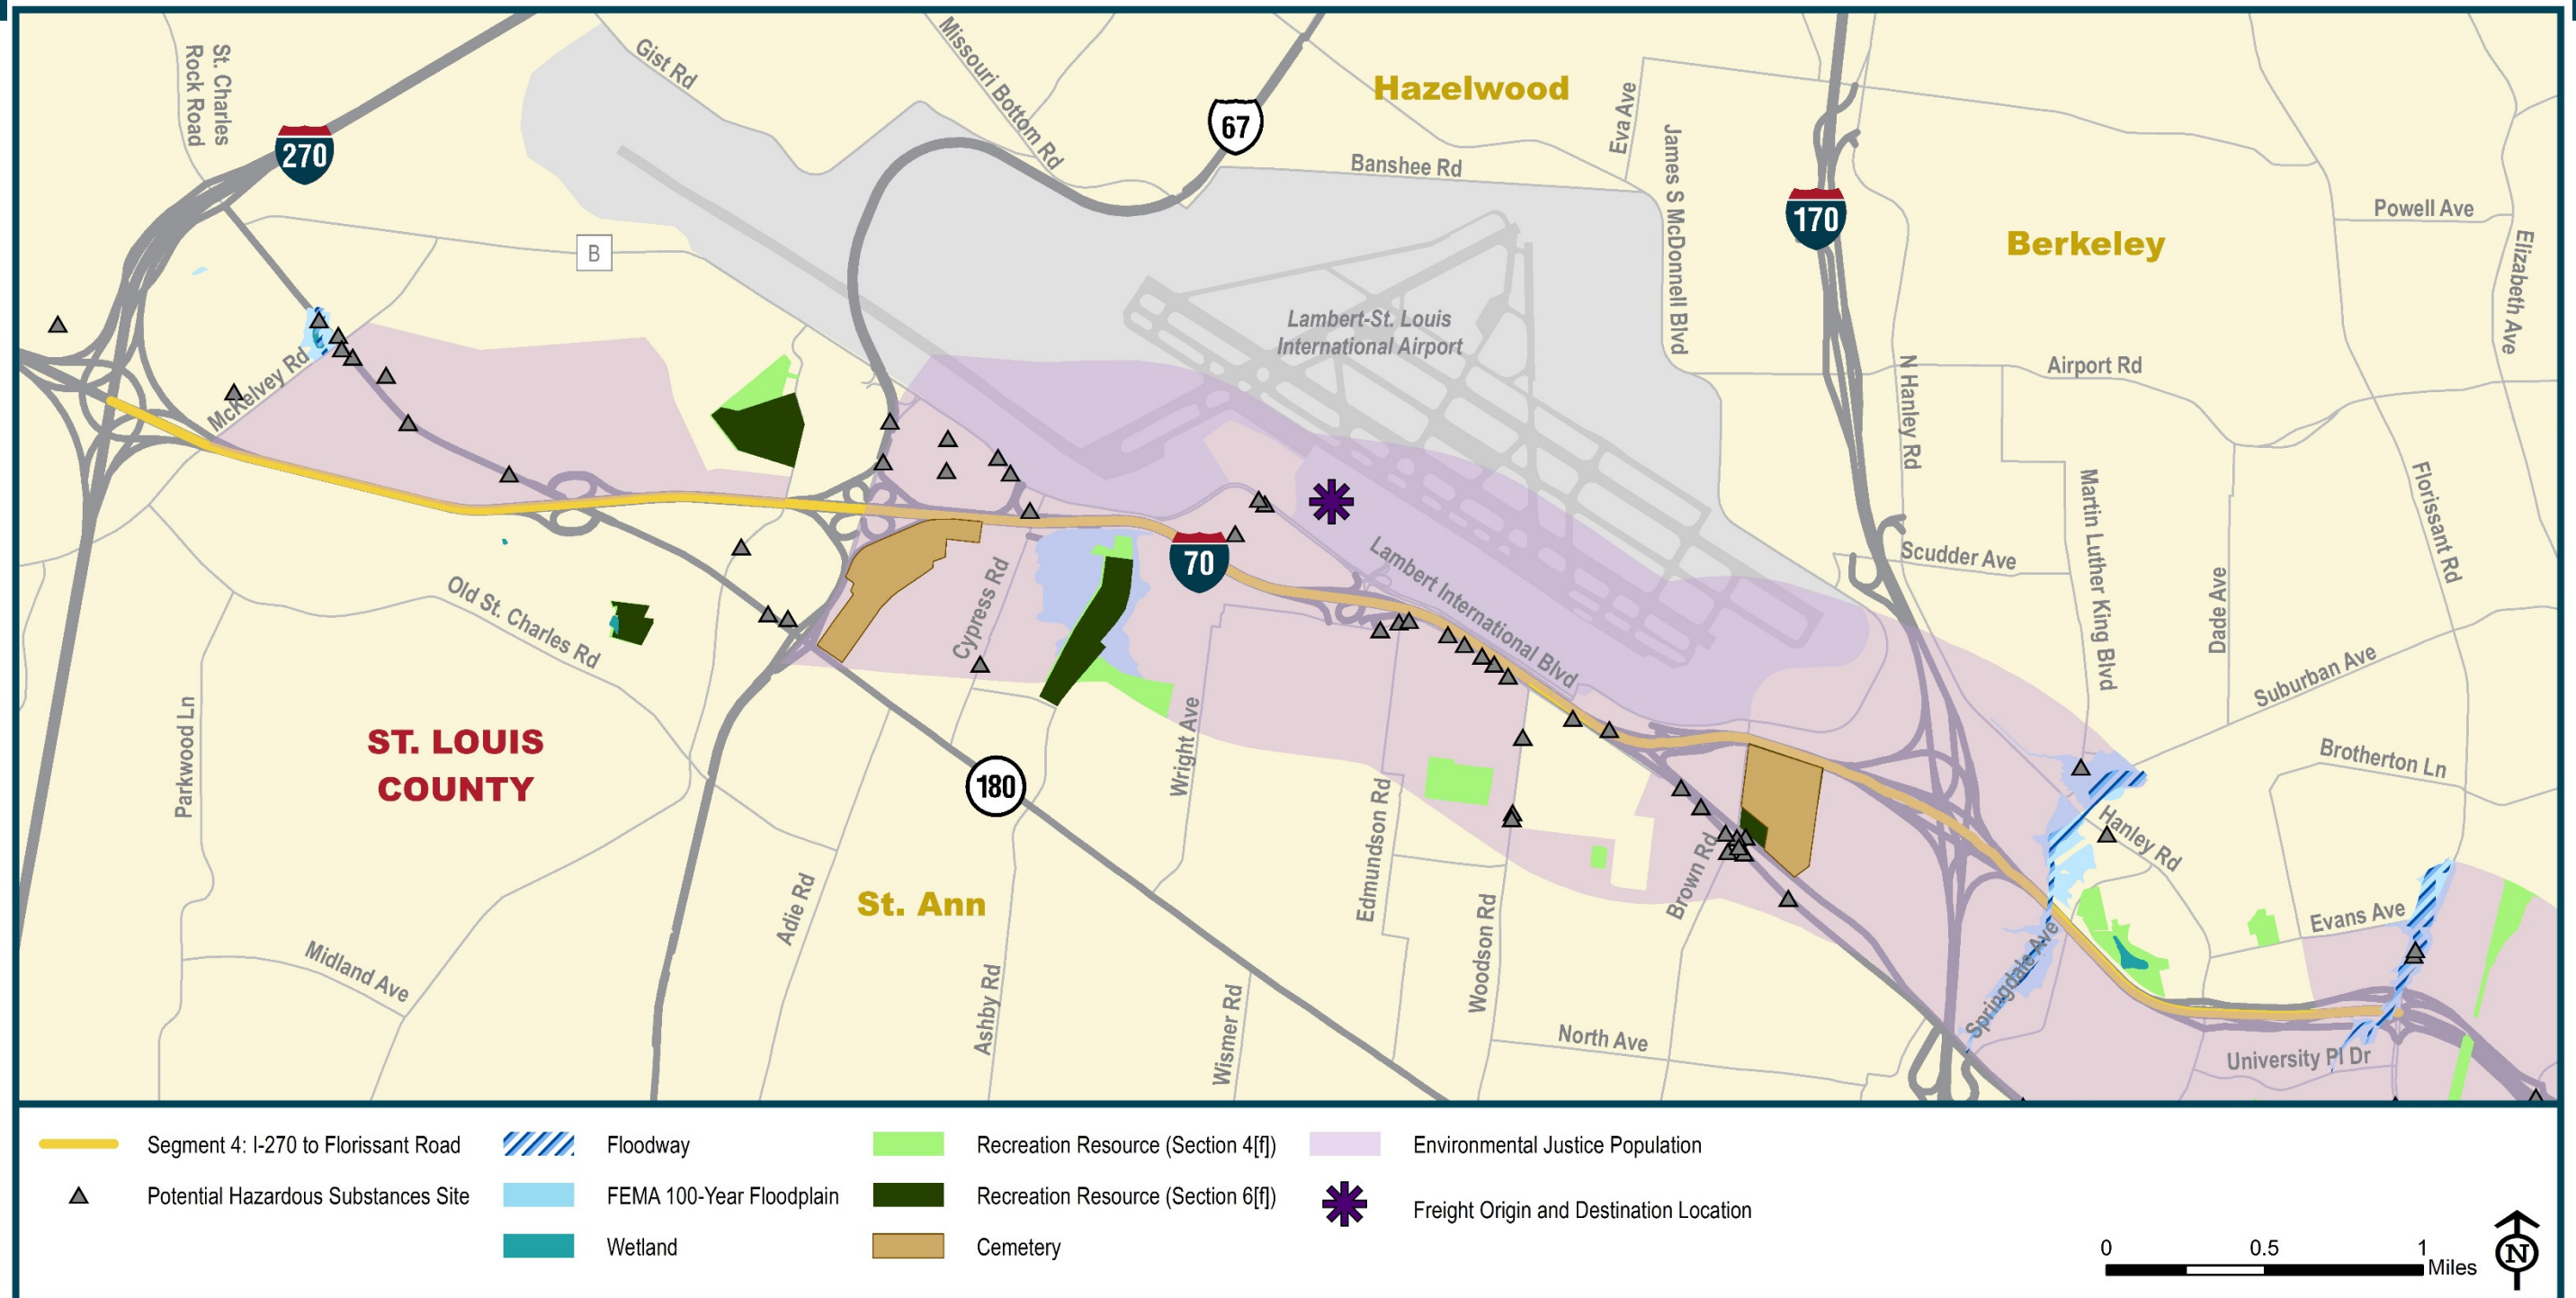 St. Charles
Rock Road
270
Gist Rd
Missouri Bottom Rd
67
Hazelwood
Banshee Rd
Eva Ave
James S McDonnell Blvd
170
Berkeley
Powell Ave
Elizabeth Ave
B
Lambert-St. Louis
International Airport
McKelvey Rd
N Hanley Rd
Airport Rd
Martin Luther King Blvd
Florissant Rd
Scudder Ave
Dade Ave
Suburban Ave
Brotherton Ln
70
Lambert International Blvd
Cypress Rd
Old St. Charles Rd
Parkwood Ln
ST. LOUIS
COUNTY
180
Wright Ave
Edmundson Rd
Brown Rd
Hanley Rd
Evans Ave
Springdale Ave
St. Ann
Adie Rd
Midland Ave
Ashby Rd
Wismer Rd
Woodson Rd
North Ave
University Pl Dr
Segment 4: I-270 to Florissant Road
Potential Hazardous Substances Site
Floodway
FEMA 100-Year Floodplain
Wetland
Recreation Resource (Section 4[f])
Recreation Resource (Section 6[f])
Cemetery
Environmental Justice Population
Freight Origin and Destination Location
0 0.5 1
Miles
N